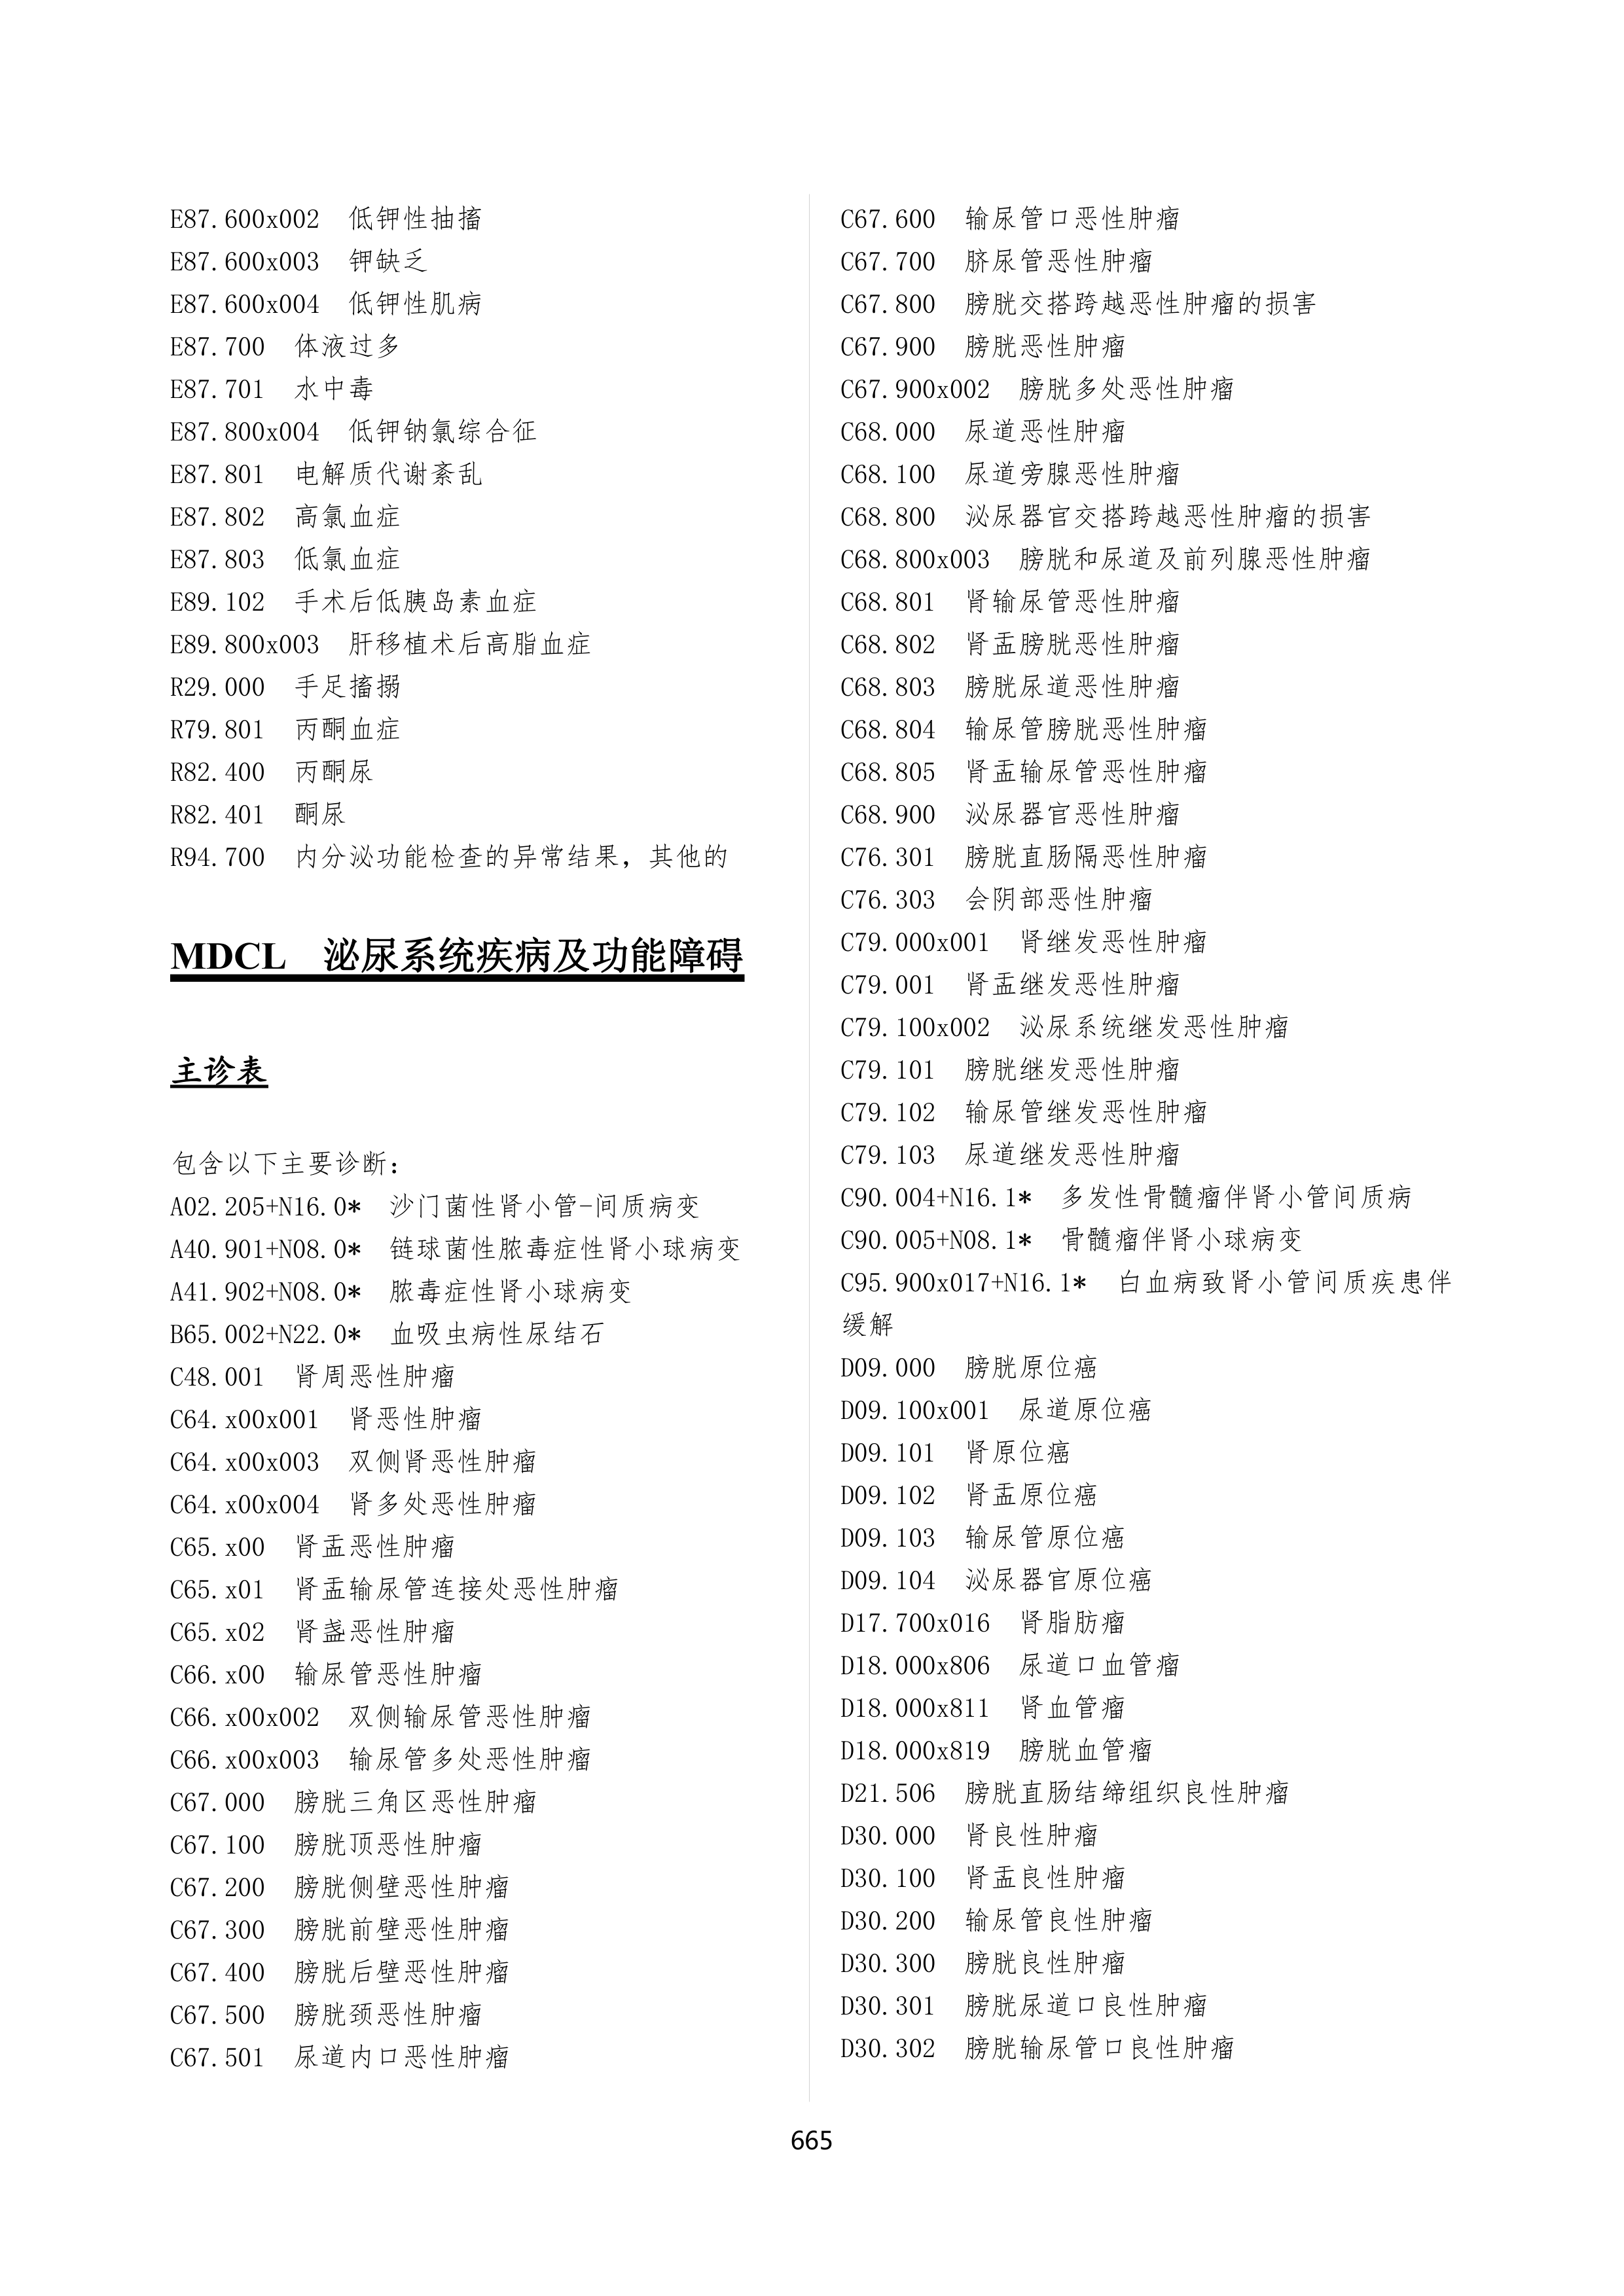 E87.600x002 低钾性抽搐
E87.600x003 钾缺乏
E87.600x004 低钾性肌病
E87.700 体液过多
E87.701 水中毒
E87.800x004 低钾钠氯综合征
E87.801 电解质代谢紊乱
E87.802 高氯血症
E87.803 低氯血症
E89.102 手术后低胰岛素血症
E89.800x003 肝移植术后高脂血症
R29.000 手足搐搦
R79.801 丙酮血症
R82.400 丙酮尿
R82.401 酮尿
R94.700 内分泌功能检查的异常结果，其他的
MDCL 泌尿系统疾病及功能障碍
主诊表
包含以下主要诊断：
A02.205+N16.0* 沙门菌性肾小管-间质病变
A40.901+N08.0* 链球菌性脓毒症性肾小球病变
A41.902+N08.0* 脓毒症性肾小球病变
B65.002+N22.0* 血吸虫病性尿结石
C48.001 肾周恶性肿瘤
C64.x00x001 肾恶性肿瘤
C64.x00x003 双侧肾恶性肿瘤
C64.x00x004 肾多处恶性肿瘤
C65.x00 肾盂恶性肿瘤
C65.x01 肾盂输尿管连接处恶性肿瘤
C65.x02 肾盏恶性肿瘤
C66.x00 输尿管恶性肿瘤
C66.x00x002 双侧输尿管恶性肿瘤
C66.x00x003 输尿管多处恶性肿瘤
C67.000 膀胱三角区恶性肿瘤
C67.100 膀胱顶恶性肿瘤
C67.200 膀胱侧壁恶性肿瘤
C67.300 膀胱前壁恶性肿瘤
C67.400 膀胱后壁恶性肿瘤
C67.500 膀胱颈恶性肿瘤
C67.501 尿道内口恶性肿瘤
C67.600 输尿管口恶性肿瘤
C67.700 脐尿管恶性肿瘤
C67.800 膀胱交搭跨越恶性肿瘤的损害
C67.900 膀胱恶性肿瘤
C67.900x002 膀胱多处恶性肿瘤
C68.000 尿道恶性肿瘤
C68.100 尿道旁腺恶性肿瘤
C68.800 泌尿器官交搭跨越恶性肿瘤的损害
C68.800x003 膀胱和尿道及前列腺恶性肿瘤
C68.801 肾输尿管恶性肿瘤
C68.802 肾盂膀胱恶性肿瘤
C68.803 膀胱尿道恶性肿瘤
C68.804 输尿管膀胱恶性肿瘤
C68.805 肾盂输尿管恶性肿瘤
C68.900 泌尿器官恶性肿瘤
C76.301 膀胱直肠隔恶性肿瘤
C76.303 会阴部恶性肿瘤
C79.000x001 肾继发恶性肿瘤
C79.001 肾盂继发恶性肿瘤
C79.100x002 泌尿系统继发恶性肿瘤
C79.101 膀胱继发恶性肿瘤
C79.102 输尿管继发恶性肿瘤
C79.103 尿道继发恶性肿瘤
C90.004+N16.1* 多发性骨髓瘤伴肾小管间质病
C90.005+N08.1* 骨髓瘤伴肾小球病变
C95.900x017+N16.1* 白血病致肾小管间质疾患伴
缓解
D09.000 膀胱原位癌
D09.100x001 尿道原位癌
D09.101 肾原位癌
D09.102 肾盂原位癌
D09.103 输尿管原位癌
D09.104 泌尿器官原位癌
D17.700x016 肾脂肪瘤
D18.000x806 尿道口血管瘤
D18.000x811 肾血管瘤
D18.000x819 膀胱血管瘤
D21.506 膀胱直肠结缔组织良性肿瘤
D30.000 肾良性肿瘤
D30.100 肾盂良性肿瘤
D30.200 输尿管良性肿瘤
D30.300 膀胱良性肿瘤
D30.301 膀胱尿道口良性肿瘤
D30.302 膀胱输尿管口良性肿瘤
665